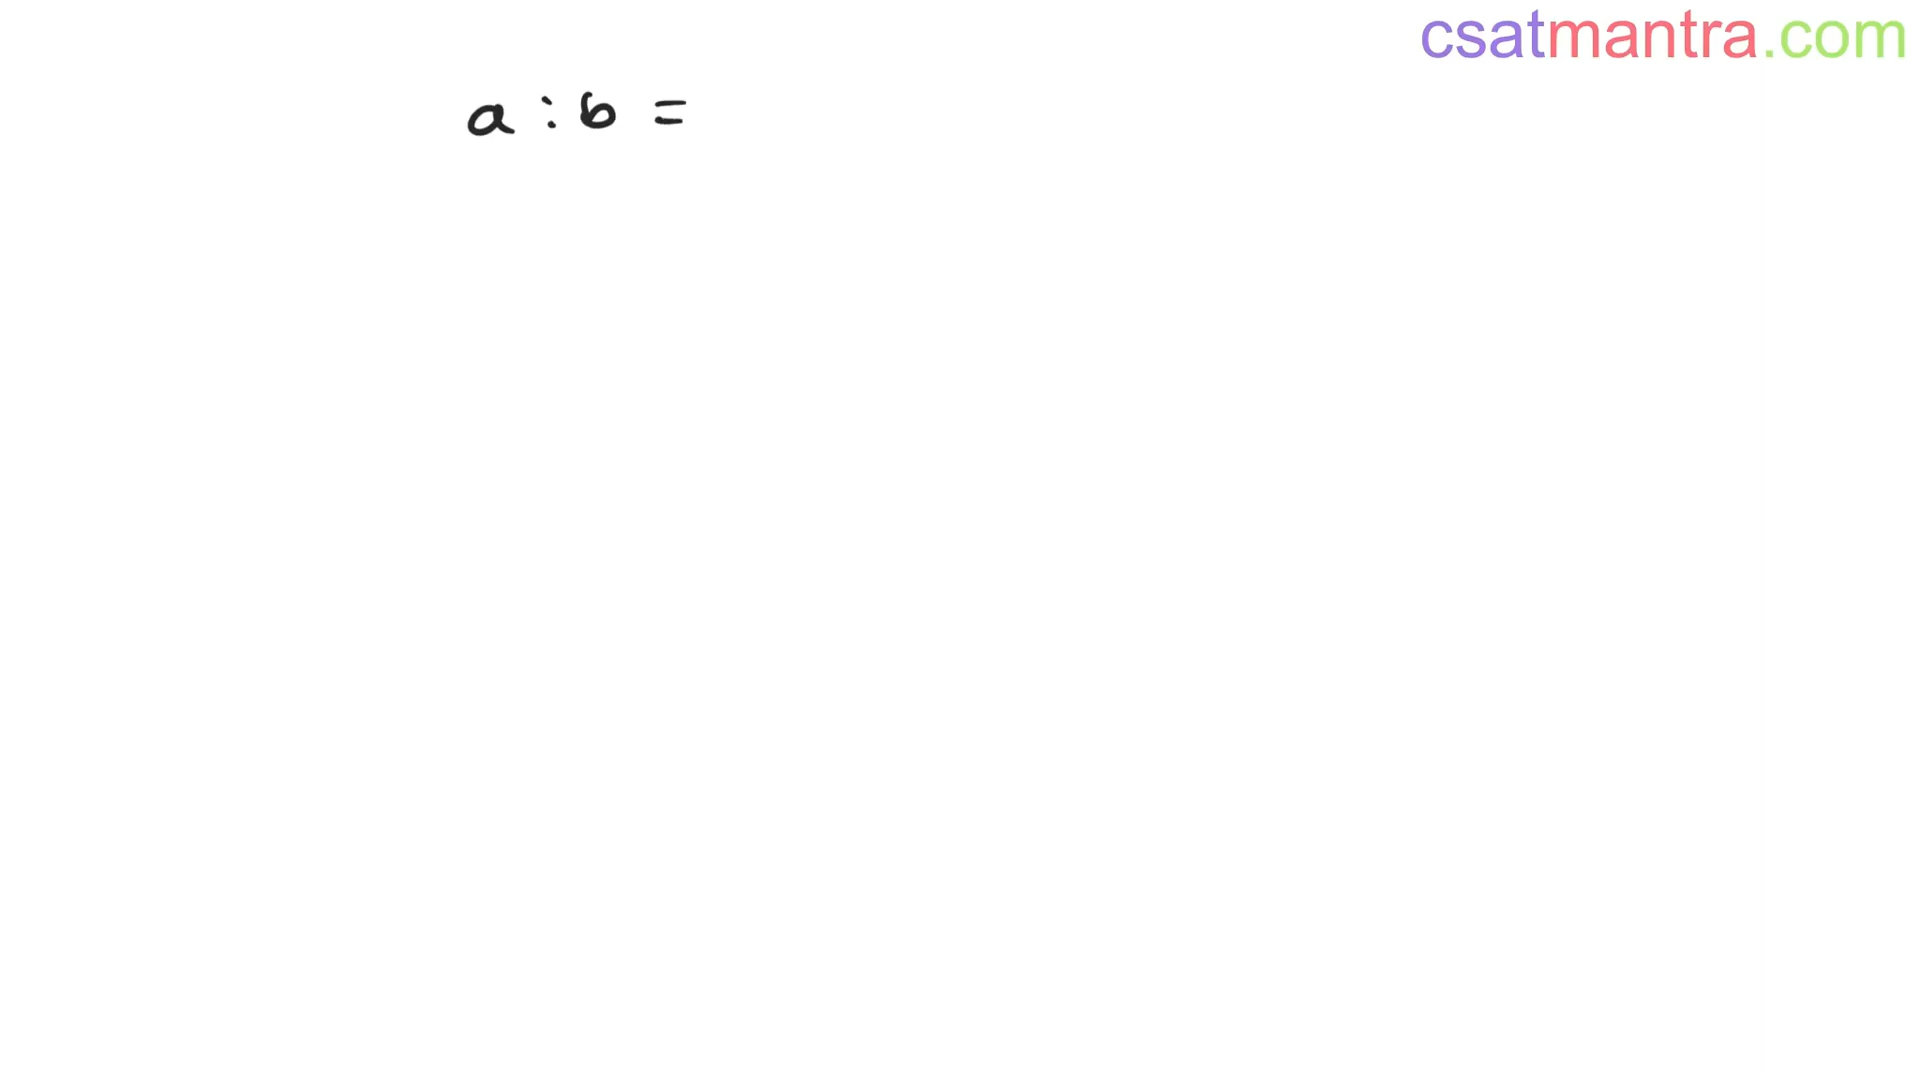 csatmantra.com
a : b =